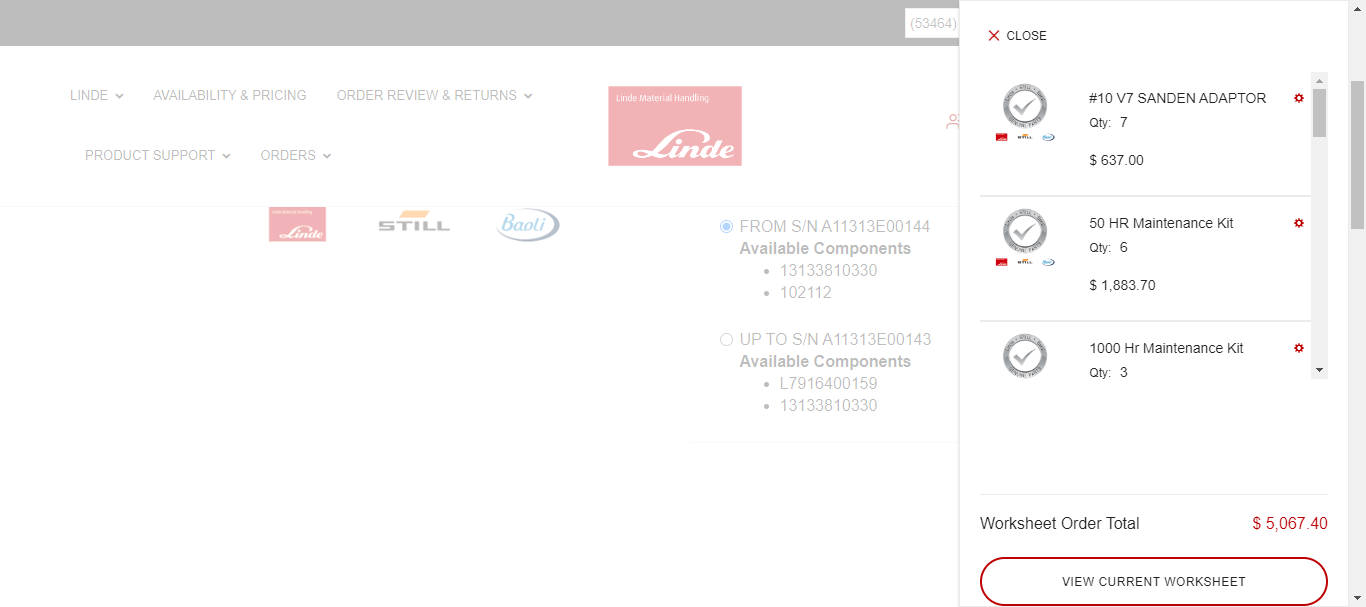 (53464)
LINDE
AVAILABILITY & PRICING
ORDER REVIEW & RETURNS
PRODUCT SUPPORT
ORDERS
Linde Material Handling
Linde
Linde
STILL
Baoli
FROM S/N A11313E00144
Available Components
13133810330
102112
UP TO S/N A11313E00143
Available Components
L7916400159
13133810330
CLOSE
#10 V7 SANDEN ADAPTOR
Qty: 7
$ 637.00
50 HR Maintenance Kit
Qty: 6
$ 1,883.70
1000 Hr Maintenance Kit
Qty: 3
Worksheet Order Total
$ 5,067.40
VIEW CURRENT WORKSHEET